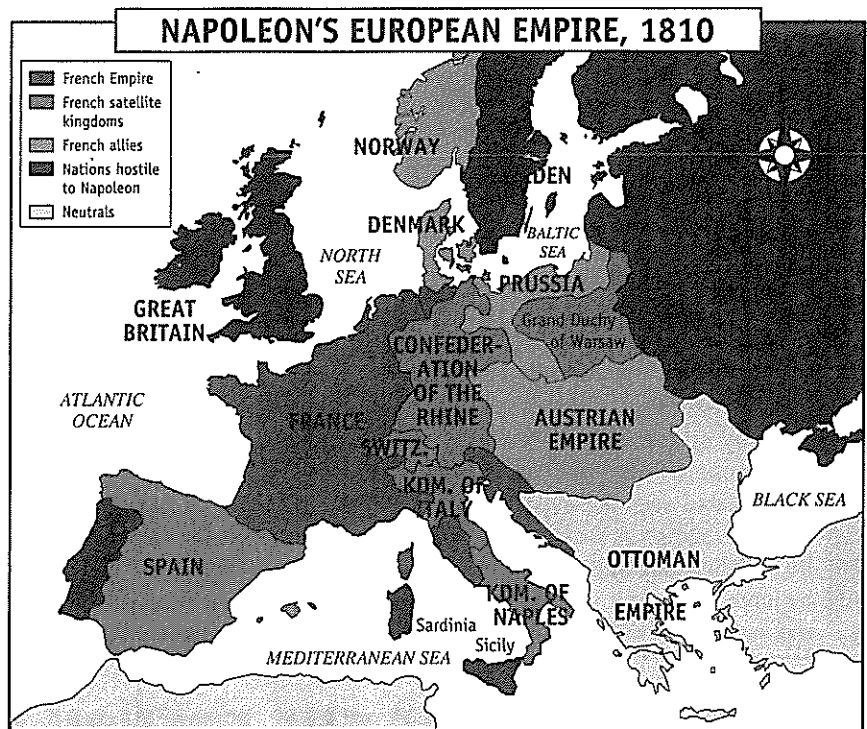 NAPOLEON'S EUROPEAN EMPIRE, 1810
French Empire
French satellite
kingdoms
French allies
Nations hostile
to Napoleon
Neutrals
NORWAY
DEN
DENMARK
BALTIC
SEA
NORTH
SEA
PRUSSIA
GREAT
BRITAIN
Grand Duchy
of Warsaw
CONFEDER-
ATION
OF THE
RHINE
ATLANTIC
OCEAN
FRANCE
AUSTRIAN
EMPIRE
SWITZ.
KDM. OF
ITALY
BLACK SEA
SPAIN
OTTOMAN
EMPIRE
KDM. OF
NAPLES
Sardinia
Sicily
MEDITERRANEAN SEA